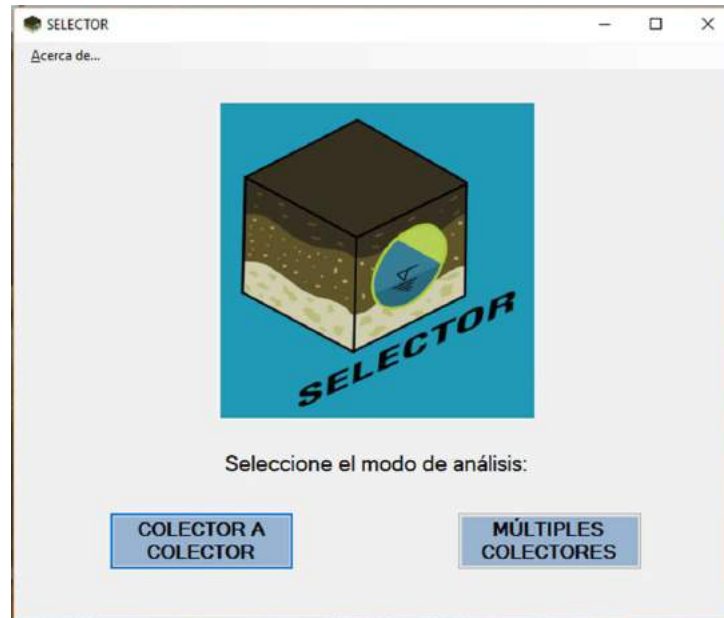 SELECTOR
Acerca de...
SELECTOR
Seleccione el modo de análisis:
COLECTOR A
COLECTOR
MÚLTIPLES
COLECTORES